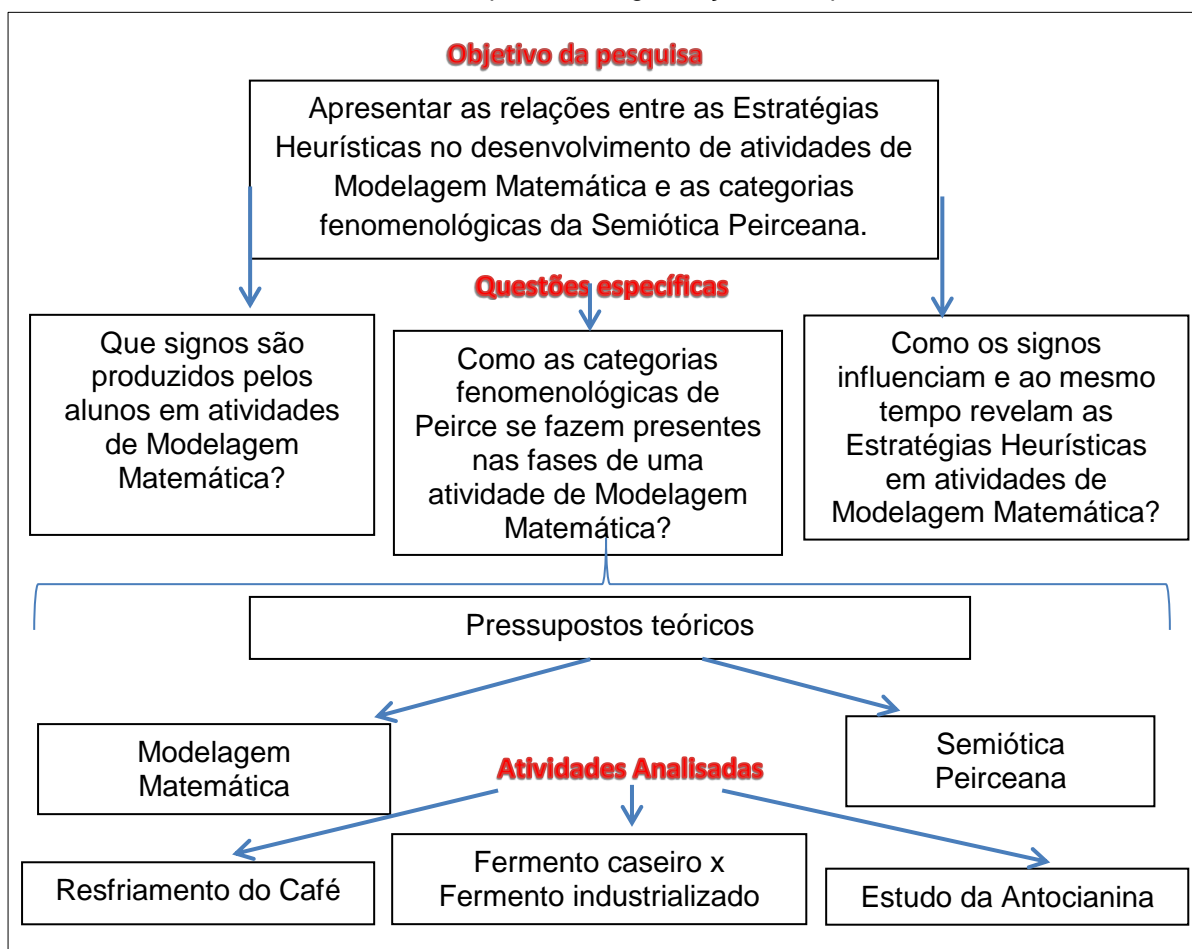 Objetivo da pesquisa
Apresentar as relações entre as Estratégias
Heurísticas no desenvolvimento de atividades de
Modelagem Matemática e as categorias
fenomenológicas da Semiótica Peirceana.
Questões específicas
Que signos são
produzidos pelos
alunos em atividades
de Modelagem
Matemática?
Como as categorias
fenomenológicas de
Peirce se fazem presentes
nas fases de uma
atividade de Modelagem
Matemática?
Como os signos
influenciam e ao mesmo
tempo revelam as
Estratégias Heurísticas
em atividades de
Modelagem Matemática?
Pressupostos teóricos
Modelagem
Matemática
Semiótica
Peirceana
Atividades Analisadas
Resfriamento do Café
Fermento caseiro x
Fermento industrializado
Estudo da Antocianina